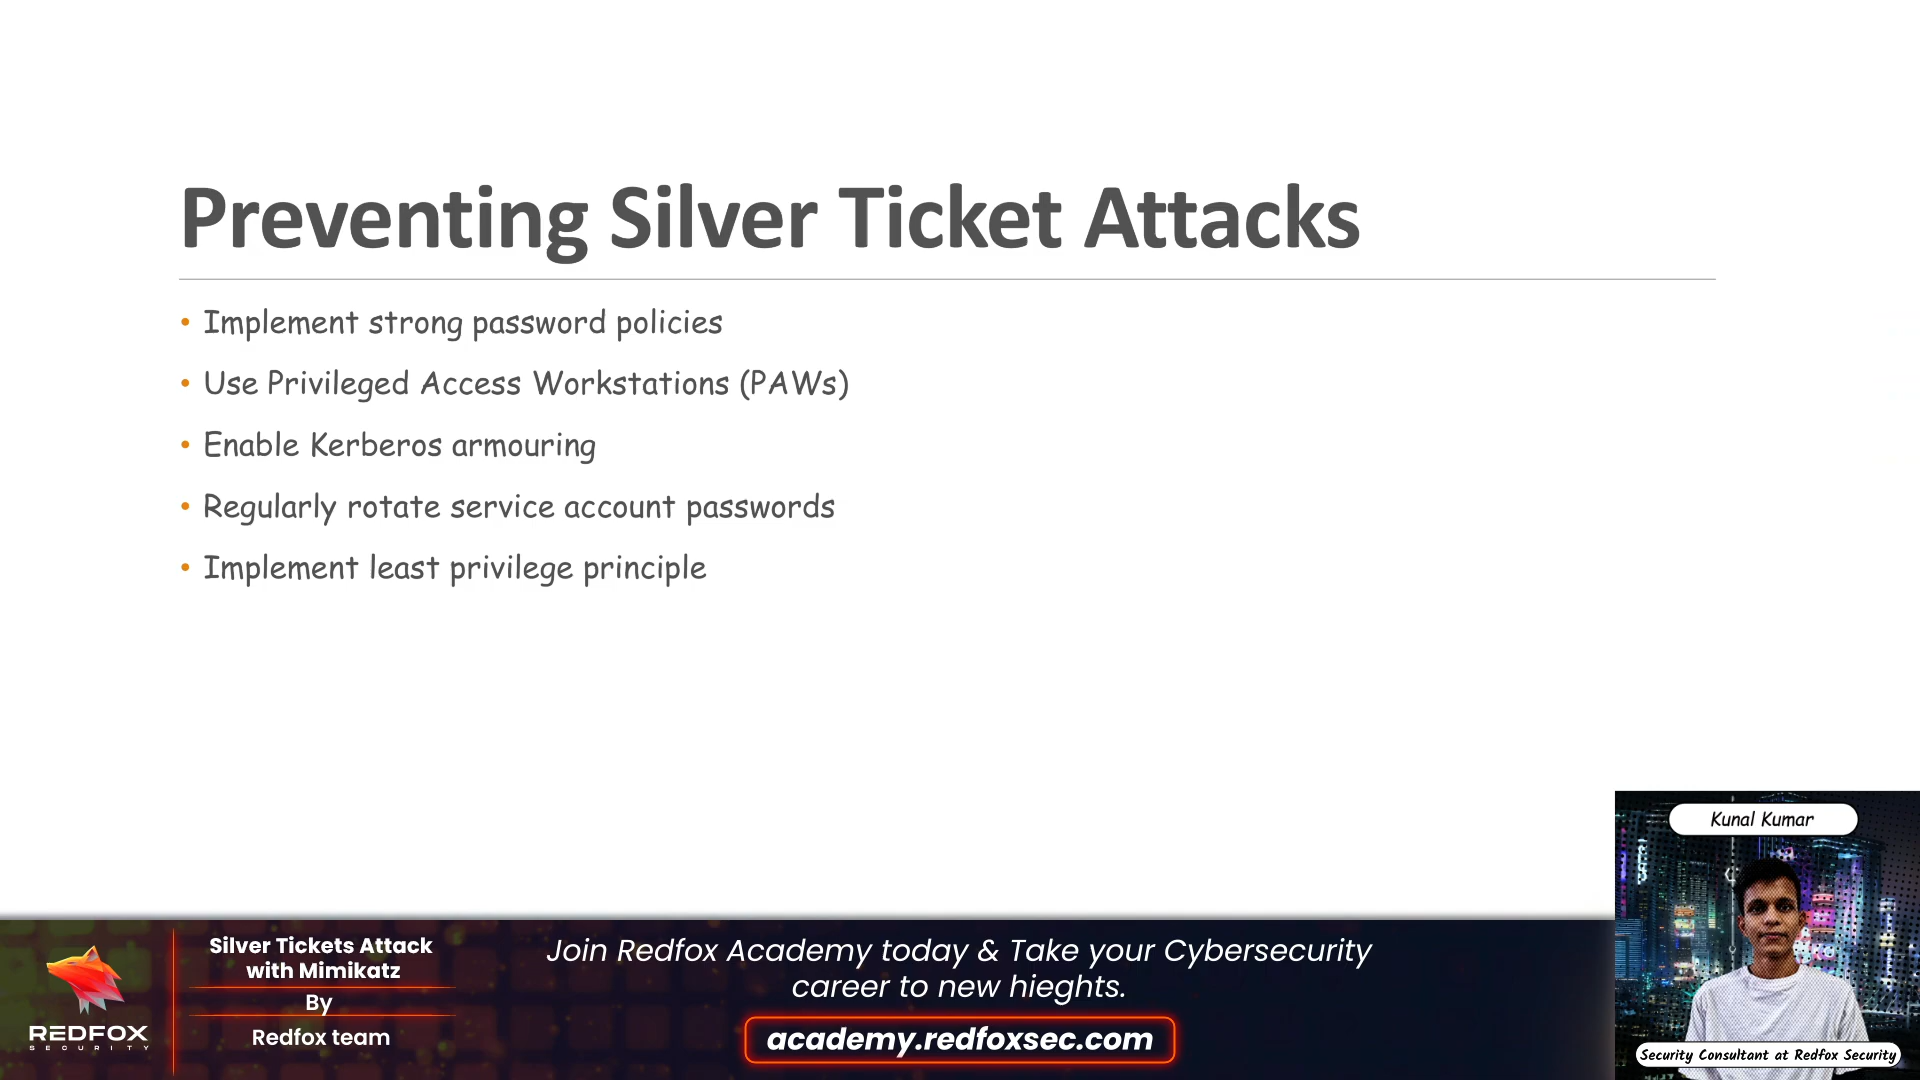 Preventing Silver Ticket Attacks
• Implement strong password policies
• Use Privileged Access Workstations (PAWs)
• Enable Kerberos armouring
• Regularly rotate service account passwords
• Implement least privilege principle
Kunal Kumar
Security Consultant at Redfox Security
REDFOX
SECURITY
Silver Tickets Attack
with Mimikatz
By
Redfox team
Join Redfox Academy today & Take your Cybersecurity
career to new hieghts.
academy.redfoxsec.com